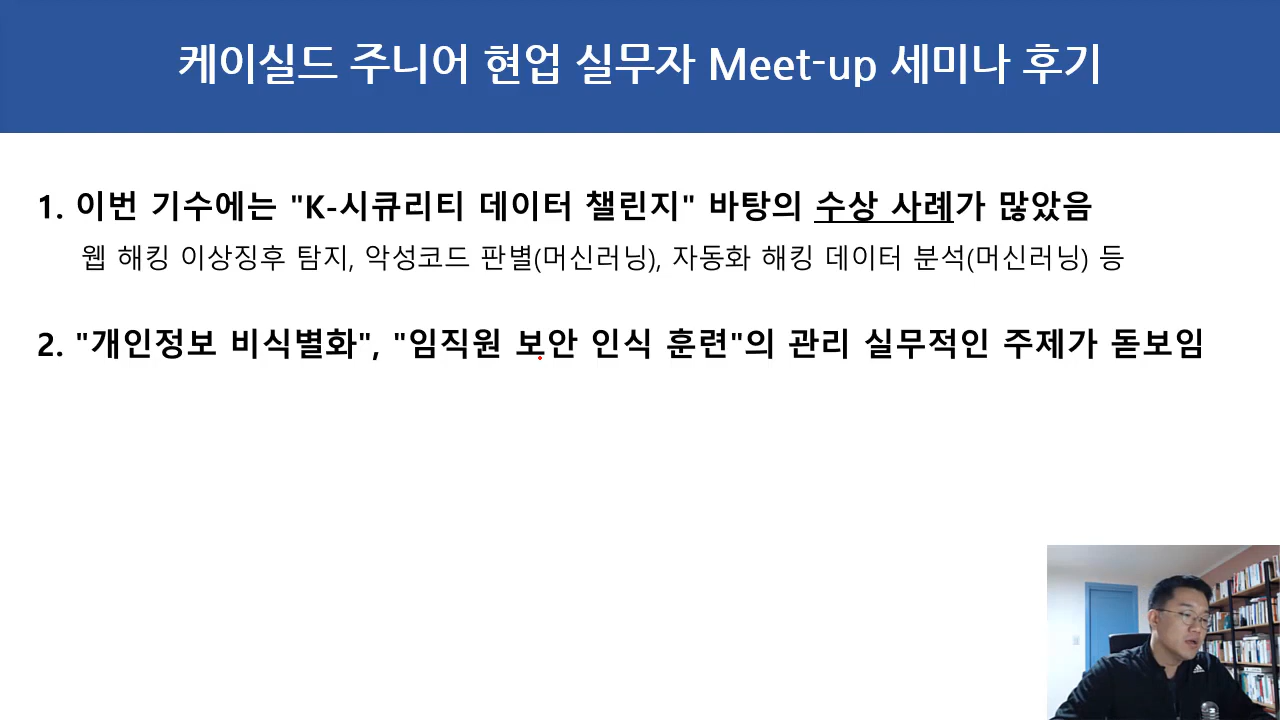 케이실드 주니어 현업 실무자 Meet-up 세미나 후기
1. 이번 기수에는 "K-시큐리티 데이터 챌린지" 바탕의 수상 사례가 많았음
웹 해킹 이상징후 탐지, 악성코드 판별(머신러닝), 자동화 해킹 데이터 분석(머신러닝) 등
2. "개인정보 비식별화", "임직원 보안 인식 훈련"의 관리 실무적인 주제가 돋보임